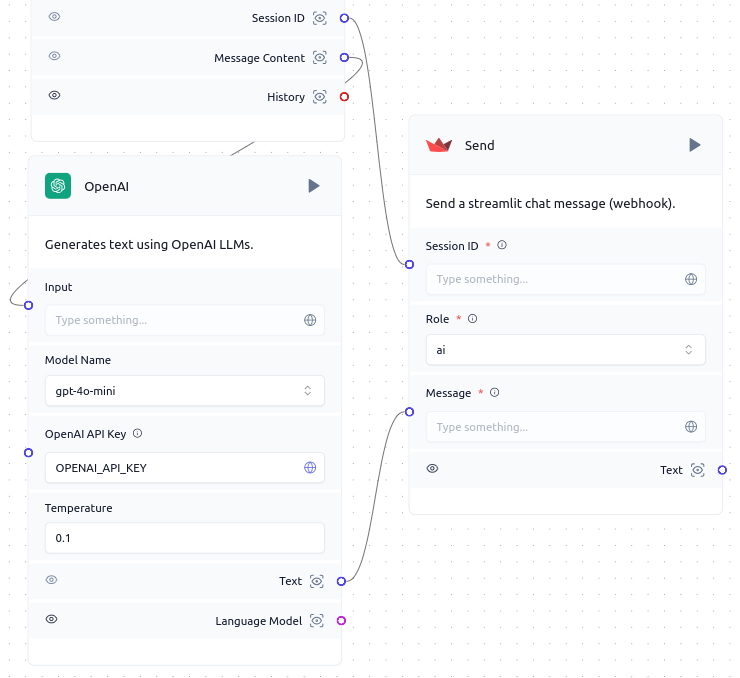 Session ID
Message Content
History
OpenAI
Generates text using OpenAI LLMs.
Input
Type something...
Model Name
gpt-4o-mini
OpenAI API Key
OPENAI_API_KEY
Temperature
0.1
Text
Language Model
Send
Send a streamlit chat message (webhook).
Session ID *
Type something...
Role *
ai
Message *
Type something...
Text